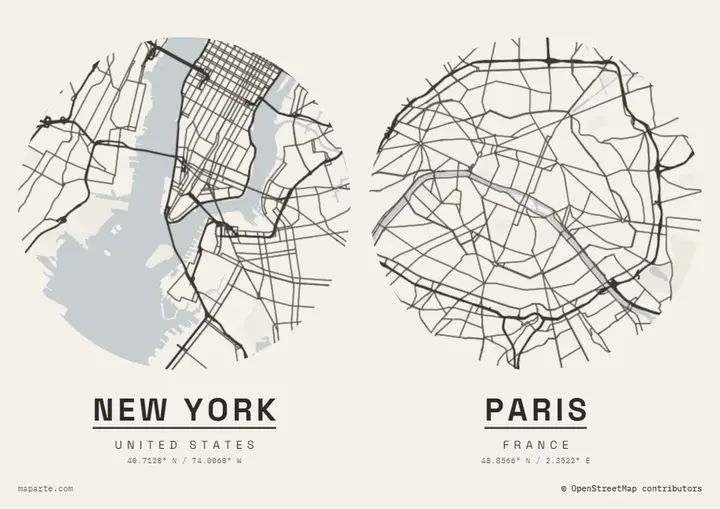 NEW YORK
UNITED STATES
40.7128° N / 74.0060° W
PARIS
FRANCE
48.8566° N / 2.3522° E
maparte.com
© OpenStreetMap contributors